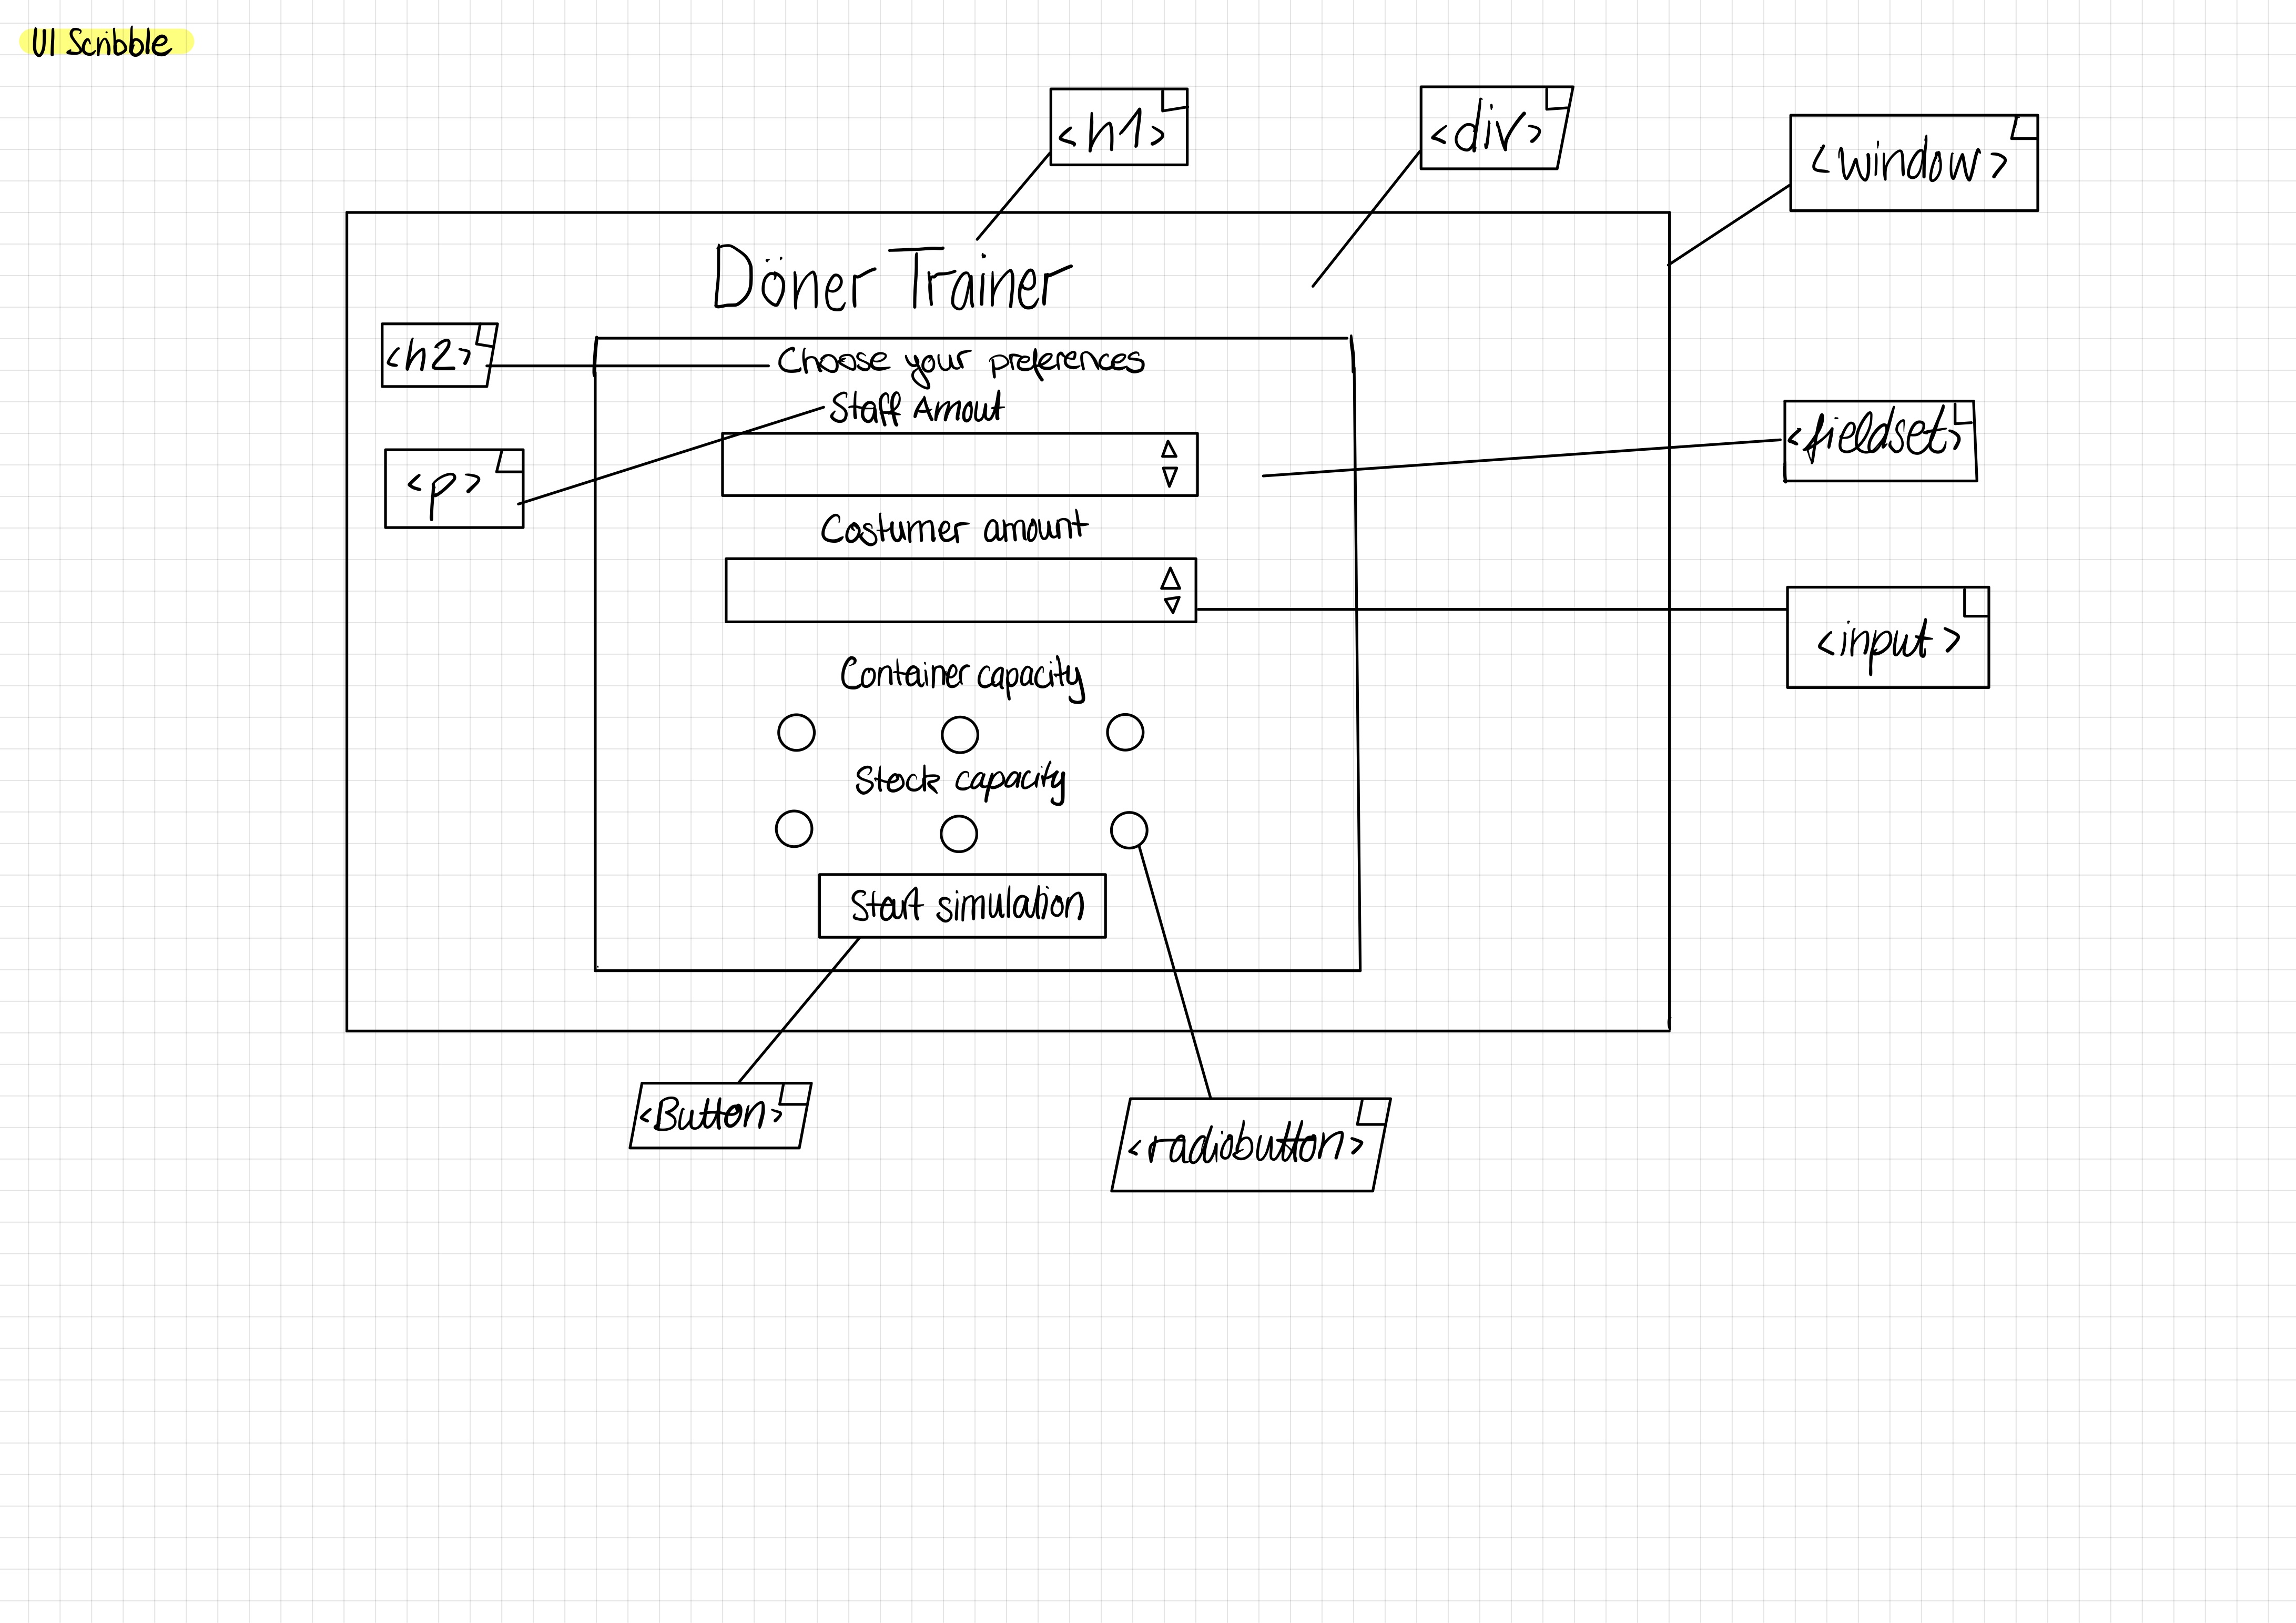 UI Scribble
<h1>
<div>
<window>
Döner Trainer
<h2>
Choose your preferences
Staff Amout
<fieldset>
<p>
Costumer amount
<input>
Container capacity
Stock capacity
Start simulation
<Button>
<radiobutton>